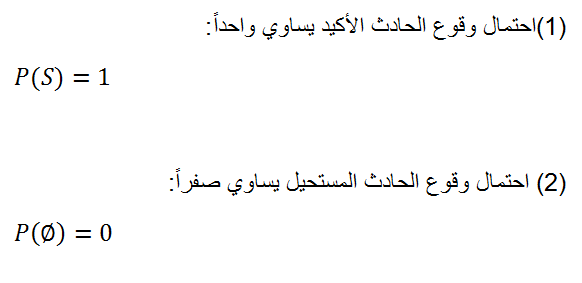 (1)احتمال وقوع الحادث الأكيد يساوي واحداً:
P(S) = 1
(2) احتمال وقوع الحادث المستحيل يساوي صفراً:
P(∅) = 0